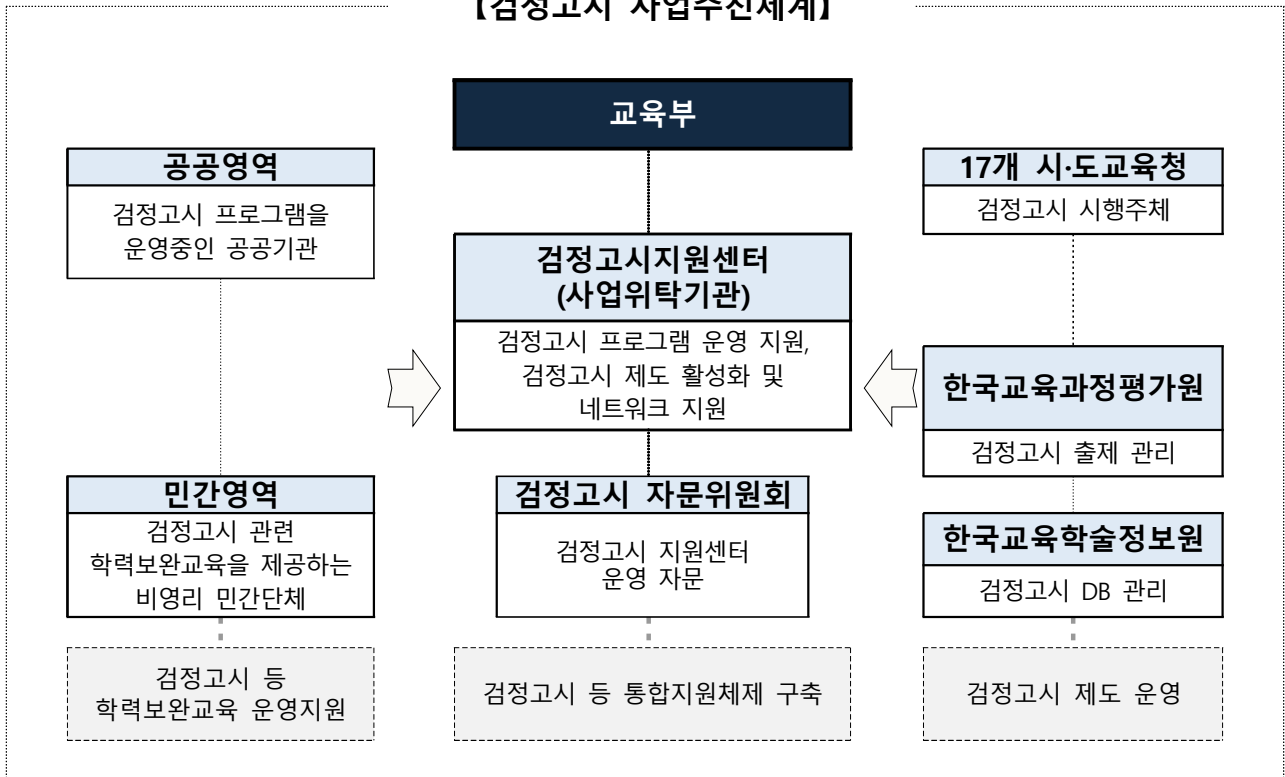 【검정고시 사업추진체계】
교육부
공공영역
검정고시 프로그램을
운영중인 공공기관
17개 시·도교육청
검정고시 시행주체
검정고시지원센터
(사업위탁기관)
검정고시 프로그램 운영 지원,
검정고시 제도 활성화 및
네트워크 지원
한국교육과정평가원
검정고시 출제 관리
민간영역
검정고시 관련
학력보완교육을 제공하는
비영리 민간단체
검정고시 자문위원회
검정고시 지원센터
운영 자문
한국교육학술정보원
검정고시 DB 관리
검정고시 등
학력보완교육 운영지원
검정고시 등 통합지원체제 구축
검정고시 제도 운영